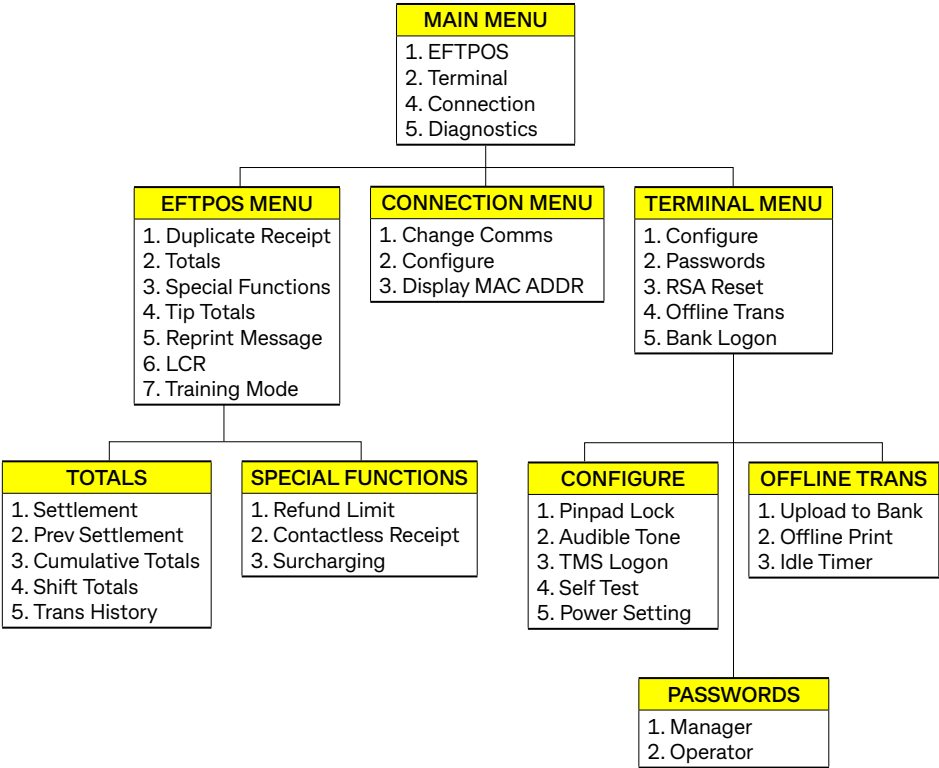 MAIN MENU
1. EFTPOS
2. Terminal
4. Connection
5. Diagnostics
EFTPOS MENU
1. Duplicate Receipt
2. Totals
3. Special Functions
4. Tip Totals
5. Reprint Message
6. LCR
7. Training Mode
CONNECTION MENU
1. Change Comms
2. Configure
3. Display MAC ADDR
TERMINAL MENU
1. Configure
2. Passwords
3. RSA Reset
4. Offline Trans
5. Bank Logon
TOTALS
1. Settlement
2. Prev Settlement
3. Cumulative Totals
4. Shift Totals
5. Trans History
SPECIAL FUNCTIONS
1. Refund Limit
2. Contactless Receipt
3. Surcharging
CONFIGURE
1. Pinpad Lock
2. Audible Tone
3. TMS Logon
4. Self Test
5. Power Setting
OFFLINE TRANS
1. Upload to Bank
2. Offline Print
3. Idle Timer
PASSWORDS
1. Manager
2. Operator